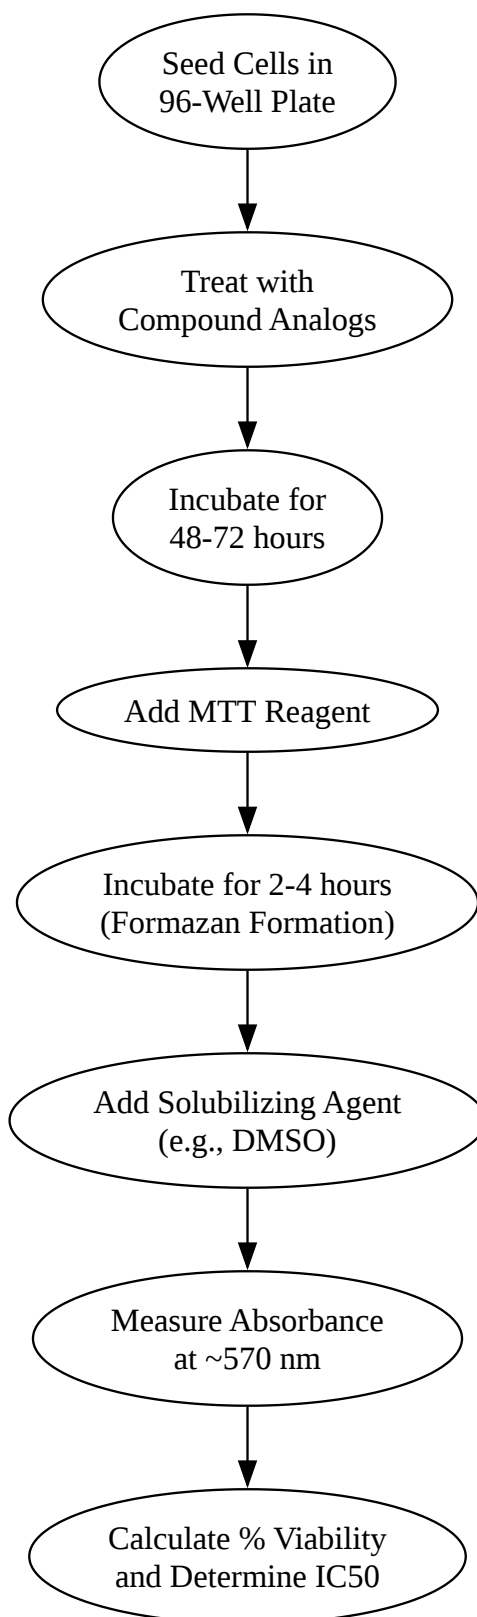 Seed Cells in
96-Well Plate
Treat with
Compound Analogs
Incubate for
48-72 hours
Add MTT Reagent
Incubate for 2-4 hours
(Formazan Formation)
Add Solubilizing Agent
(e.g., DMSO)
Measure Absorbance
at ~570 nm
Calculate % Viability
and Determine IC50